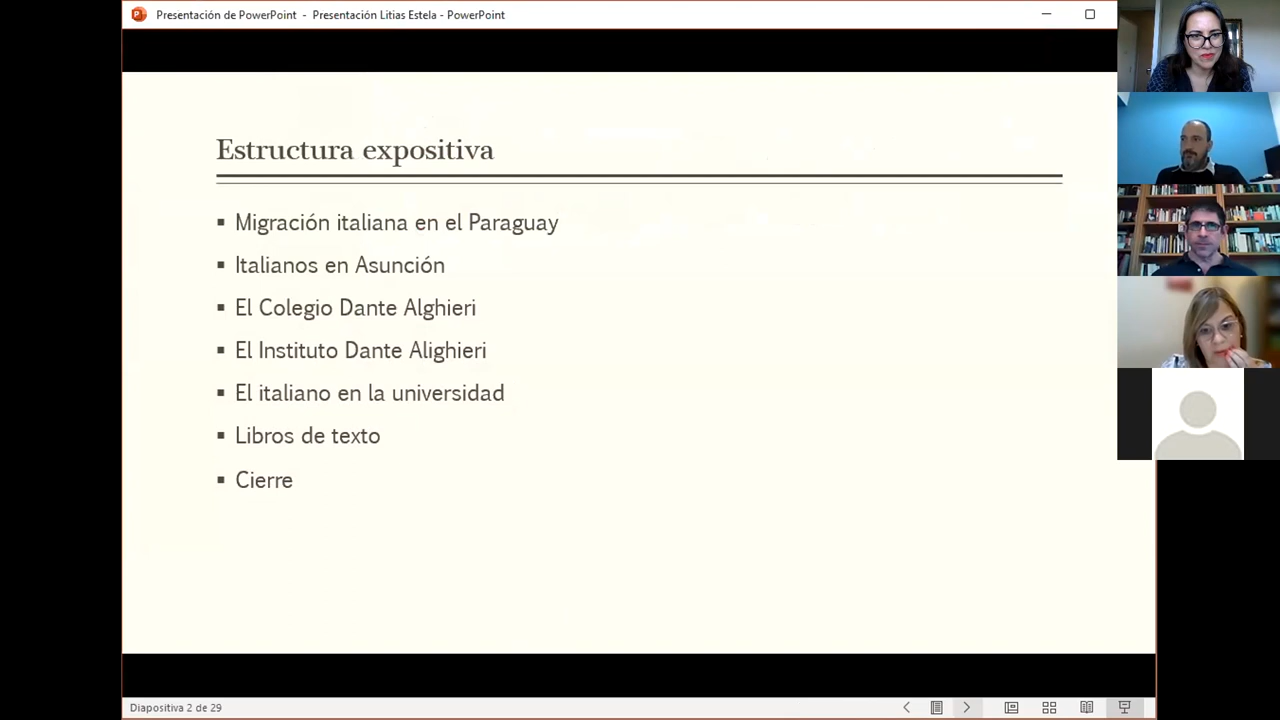 Presentación de PowerPoint - Presentación Litias Estela - PowerPoint
Estructura expositiva
▪ Migración italiana en el Paraguay
▪ Italianos en Asunción
▪ El Colegio Dante Alghieri
▪ El Instituto Dante Alighieri
▪ El italiano en la universidad
▪ Libros de texto
▪ Cierre
Diapositiva 2 de 29